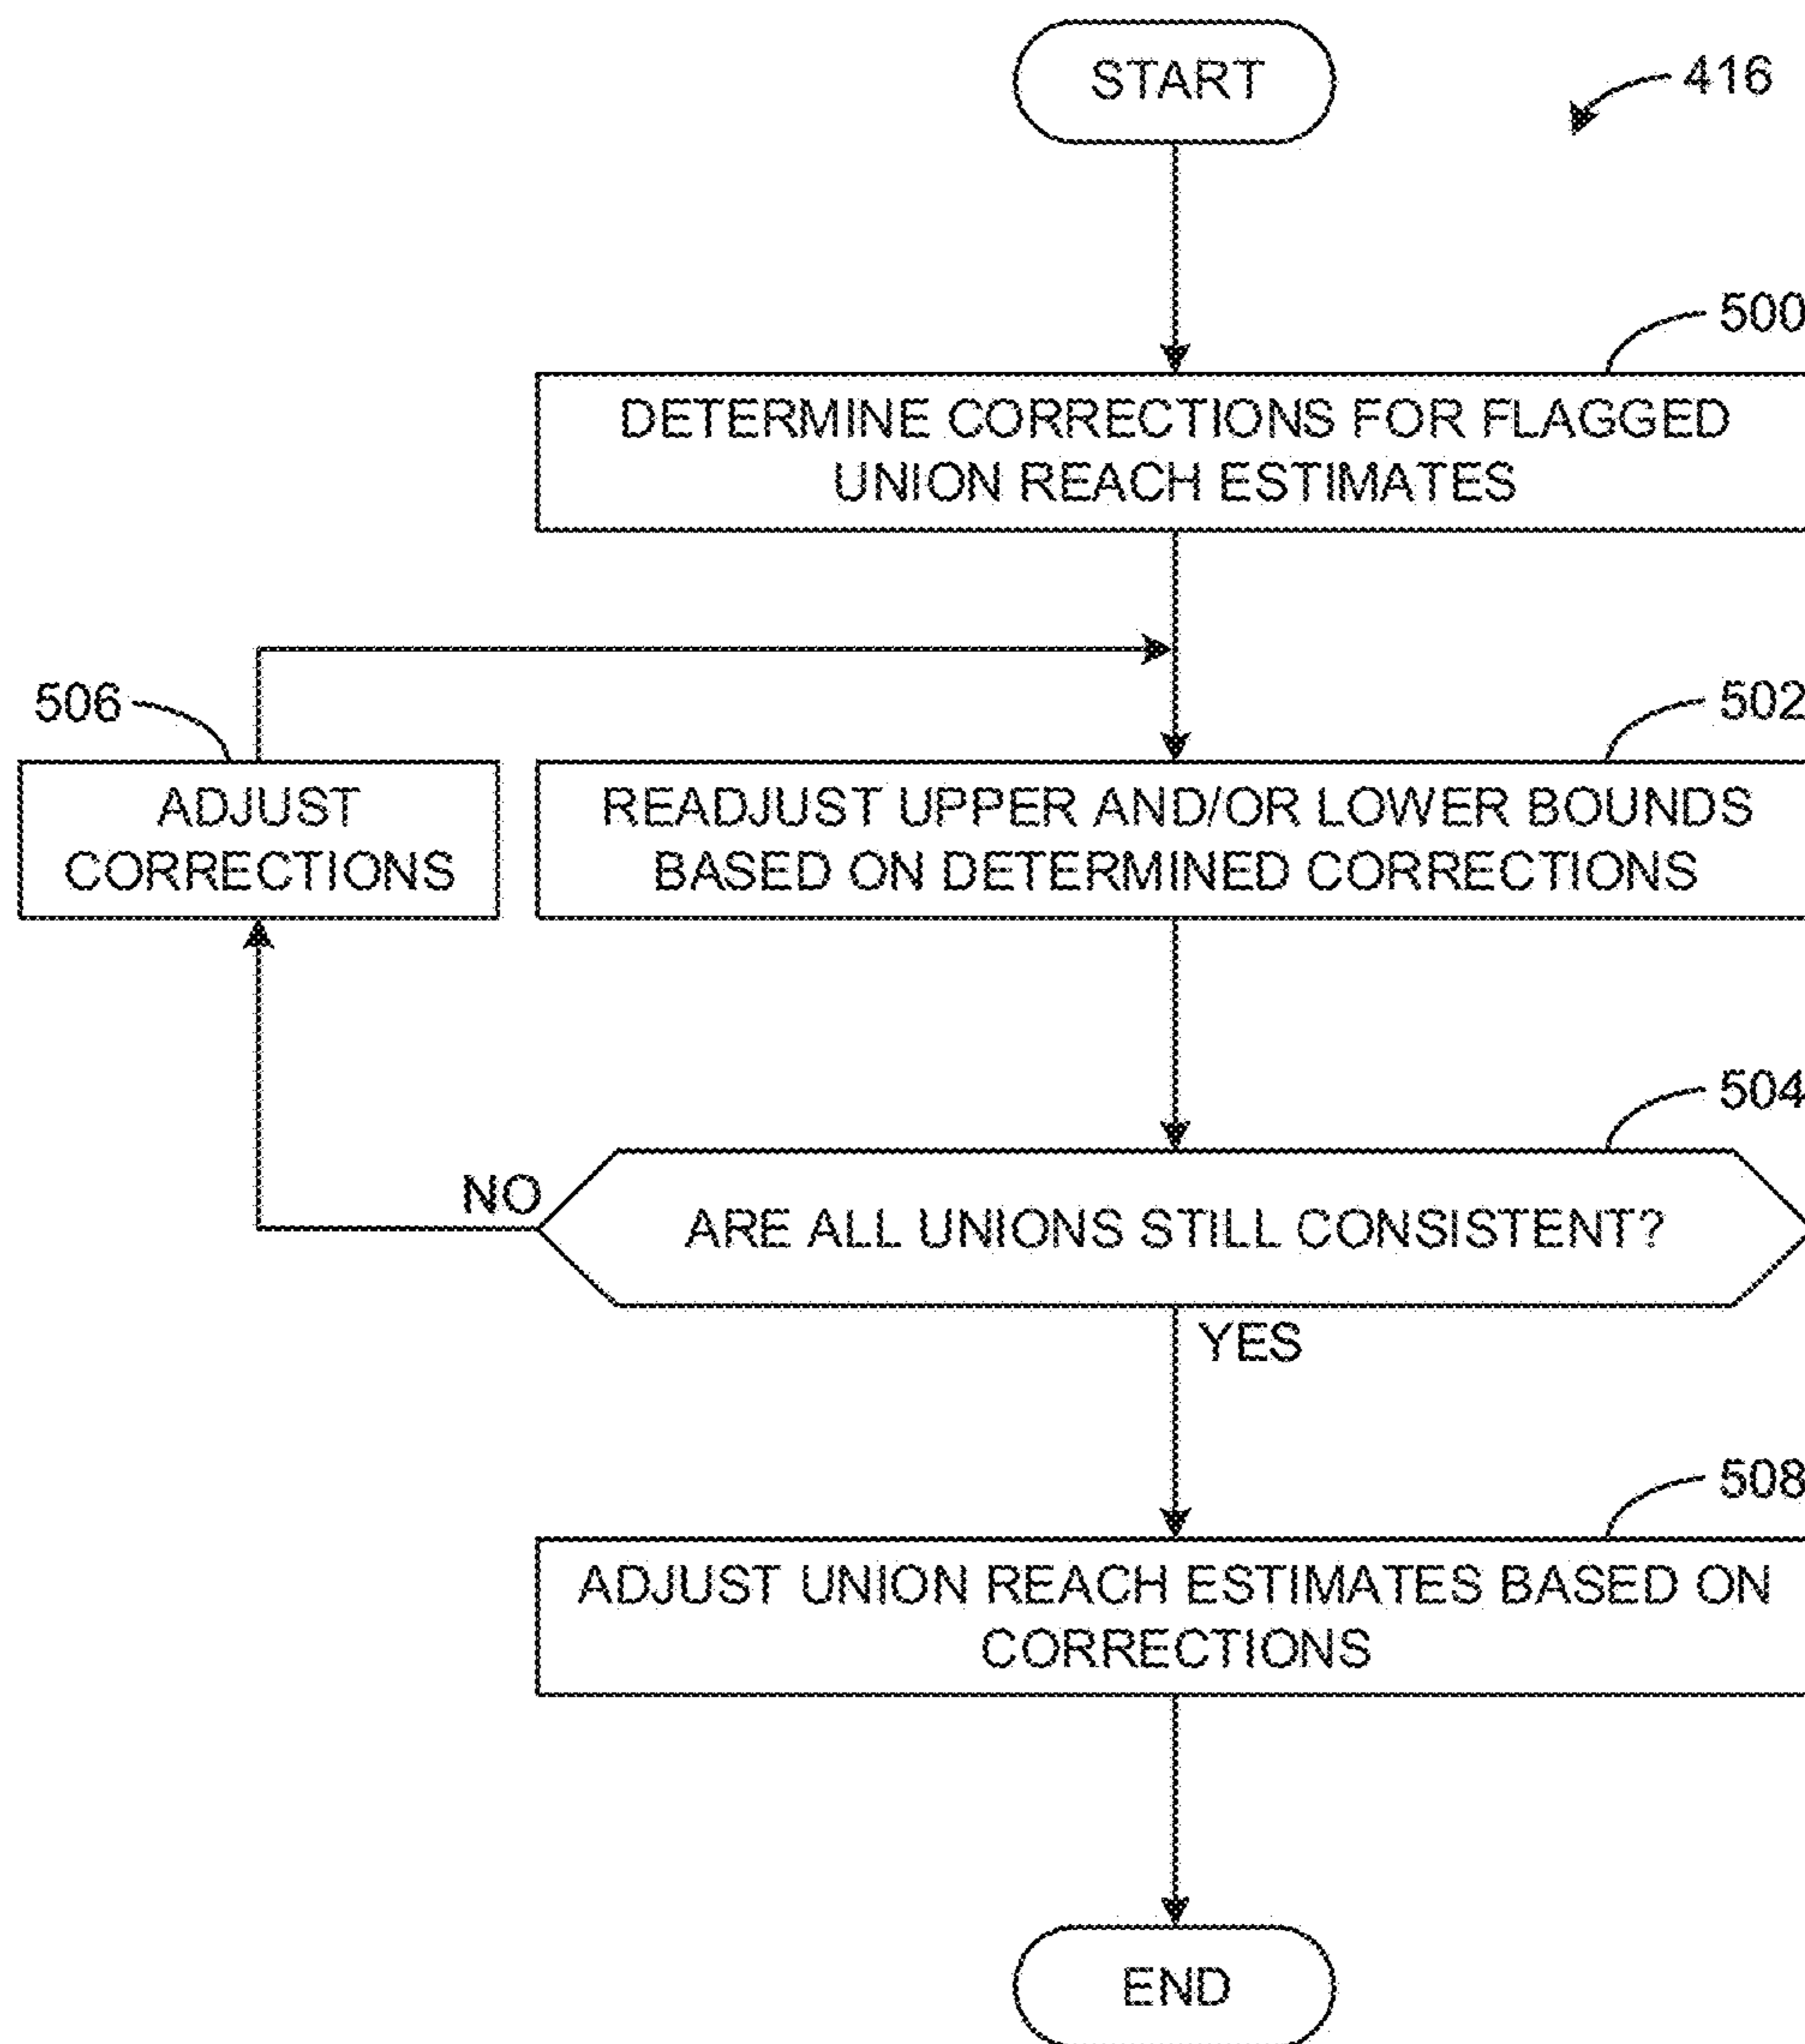 START
416
500
DETERMINE CORRECTIONS FOR FLAGGED
UNION REACH ESTIMATES
506
502
ADJUST
CORRECTIONS
READJUST UPPER AND/OR LOWER BOUNDS
BASED ON DETERMINED CORRECTIONS
504
NO
ARE ALL UNIONS STILL CONSISTENT?
YES
508
ADJUST UNION REACH ESTIMATES BASED ON
CORRECTIONS
END